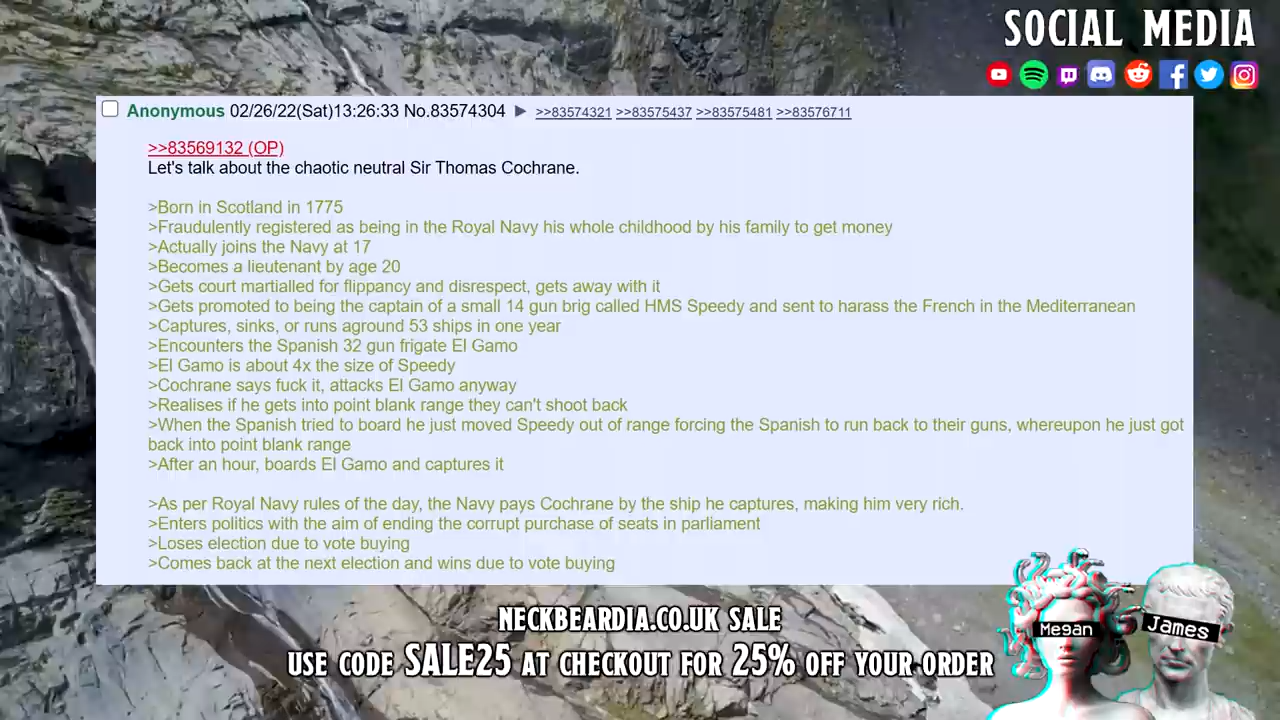 SOCIAL MEDIA
Anonymous 02/26/22(Sat)13:26:33 No.83574304 ▶ >>83574321 >>83575437 >>83575481 >>83576711
>>83569132 (OP)
Let's talk about the chaotic neutral Sir Thomas Cochrane.
>Born in Scotland in 1775
>Fraudulently registered as being in the Royal Navy his whole childhood by his family to get money
>Actually joins the Navy at 17
>Becomes a lieutenant by age 20
>Gets court martialled for flippancy and disrespect, gets away with it
>Gets promoted to being the captain of a small 14 gun brig called HMS Speedy and sent to harass the French in the Mediterranean
>Captures, sinks, or runs aground 53 ships in one year
>Encounters the Spanish 32 gun frigate El Gamo
>El Gamo is about 4x the size of Speedy
>Cochrane says fuck it, attacks El Gamo anyway
>Realises if he gets into point blank range they can't shoot back
>When the Spanish tried to board he just moved Speedy out of range forcing the Spanish to run back to their guns, whereupon he just got
back into point blank range
>After an hour, boards El Gamo and captures it
>As per Royal Navy rules of the day, the Navy pays Cochrane by the ship he captures, making him very rich.
>Enters politics with the aim of ending the corrupt purchase of seats in parliament
>Loses election due to vote buying
>Comes back at the next election and wins due to vote buying
NECKBEARDIA.CO.UK SALE
USE CODE SALE25 AT CHECKOUT FOR 25% OFF YOUR ORDER
Megan
James